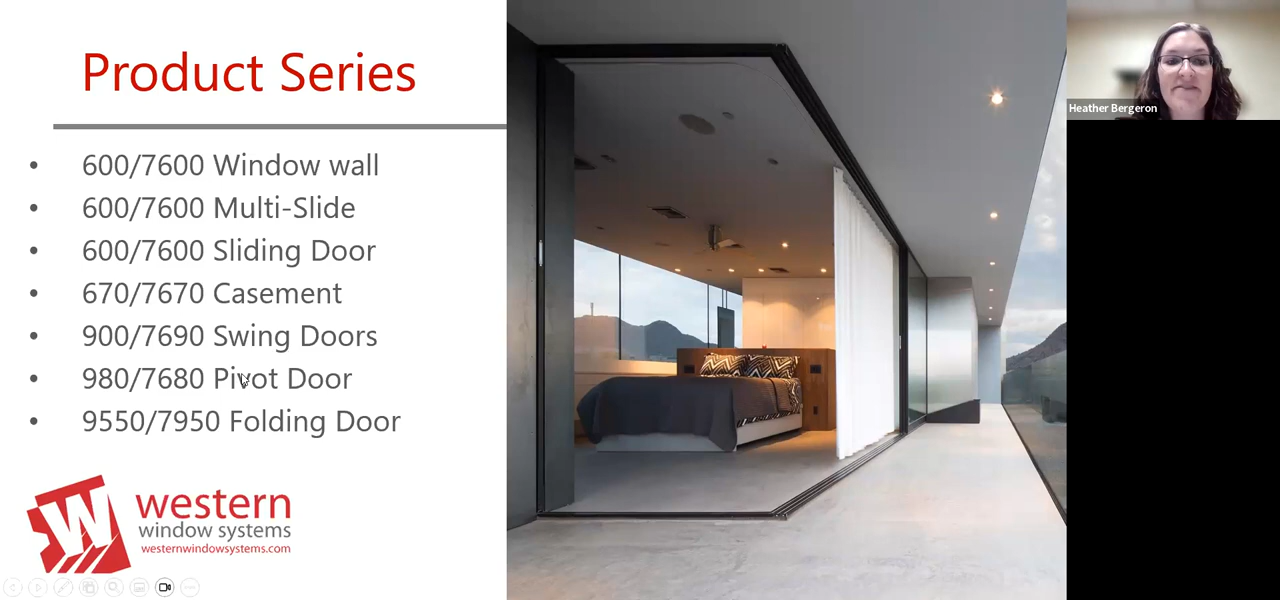 Product Series
• 600/7600 Window wall
• 600/7600 Multi-Slide
• 600/7600 Sliding Door
• 670/7670 Casement
• 900/7690 Swing Doors
• 980/7680 Pivot Door
• 9550/7950 Folding Door
W
western
window systems
westernwindowsystems.com
Heather Bergeron